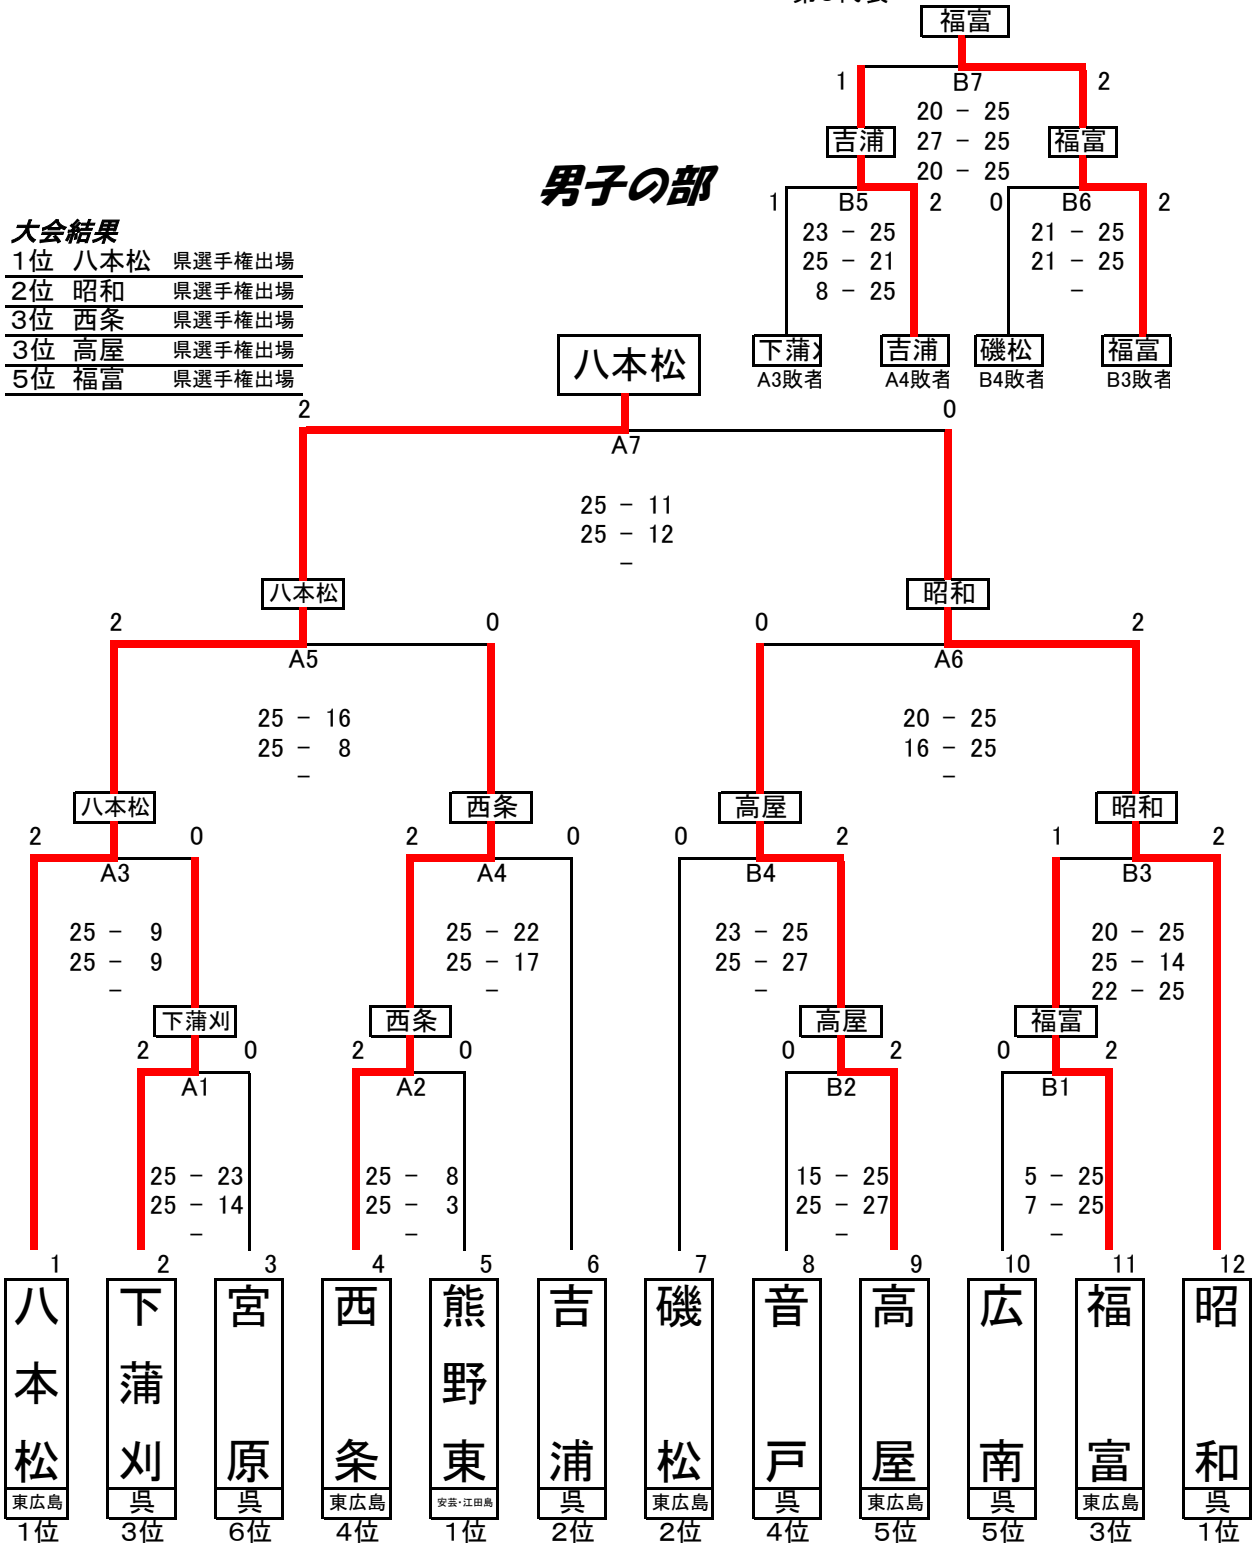 福富
1 B7 2
20 - 25
27 - 25
20 - 25
吉浦 福富
男子の部
1 B5 2 0 B6 2
23 - 25 21 - 25
25 - 21 21 - 25
8 - 25 -
下蒲 吉浦 磯松 福富
A3敗者 A4敗者 B4敗者 B3敗者
大会結果
1位 八本松 県選手権出場
2位 昭和 県選手権出場
3位 西条 県選手権出場
3位 高屋 県選手権出場
5位 福富 県選手権出場
八本松
2 A7 0
25 - 11
25 - 12
-
八本松 昭和
2 A5 0 0 A6 2
25 - 16 20 - 25
25 - 8 16 - 25
- -
八本松 西条 高屋 昭和
2 A3 0 2 A4 0 0 B4 2 1 B3 2
25 - 9 25 - 22 23 - 25 20 - 25
25 - 9 25 - 17 25 - 27 25 - 14
- - - 22 - 25
下蒲刈 西条 高屋 福富
2 A1 0 2 A2 0 0 B2 2 0 B1 2
25 - 23 25 - 8 15 - 25 5 - 25
25 - 14 25 - 3 25 - 27 7 - 25
- - - -
1 2 3 4 5 6 7 8 9 10 11 12
八本松 下蒲刈 宮原 西条 熊野東 吉浦 磯松 音戸 高屋 広南 福富 昭和
東広島 呉 呉 東広島 安芸・江田島 呉 東広島 呉 東広島 呉 東広島 呉
1位 3位 6位 4位 1位 2位 2位 4位 5位 5位 3位 1位